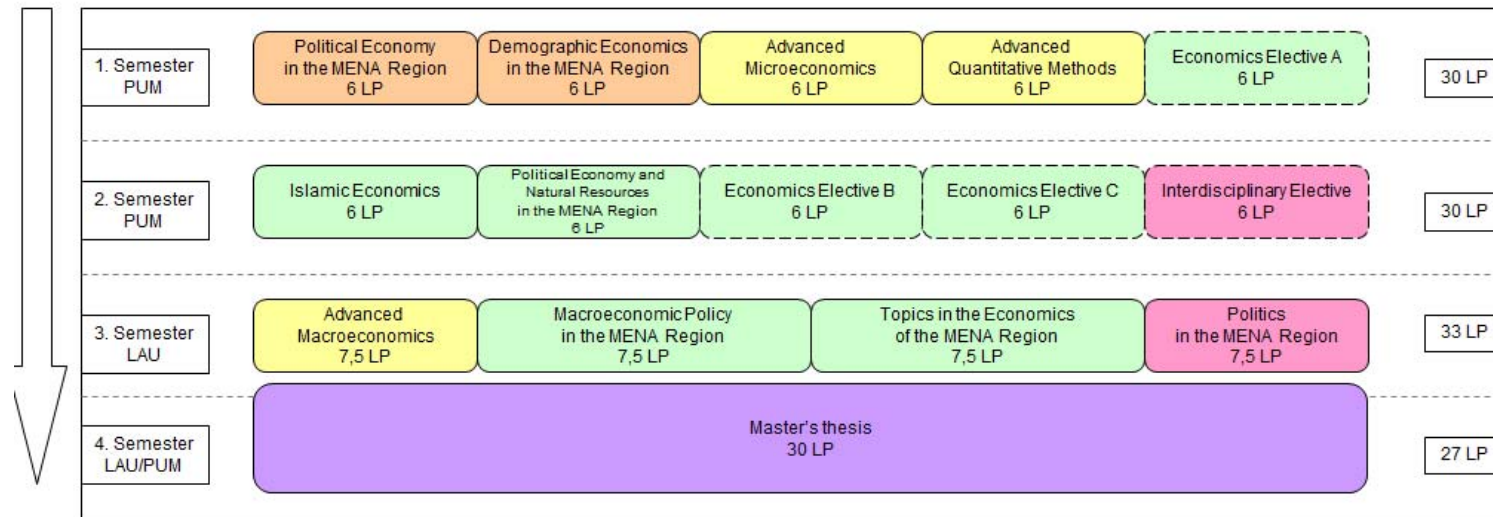 1. Semester
PUM
Political Economy
in the MENA Region
6 LP
Demographic Economics
in the MENA Region
6 LP
Advanced
Microeconomics
6 LP
Advanced
Quantitative Methods
6 LP
Economics Elective A
6 LP
30 LP
2. Semester
PUM
Islamic Economics
6 LP
Political Economy and
Natural Resources
in the MENA Region
6 LP
Economics Elective B
6 LP
Economics Elective C
6 LP
Interdisciplinary Elective
6 LP
30 LP
3. Semester
LAU
Advanced
Macroeconomics
7,5 LP
Macroeconomic Policy
in the MENA Region
7,5 LP
Topics in the Economics
of the MENA Region
7,5 LP
Politics
in the MENA Region
7,5 LP
33 LP
4. Semester
LAU/PUM
Master's thesis
30 LP
27 LP